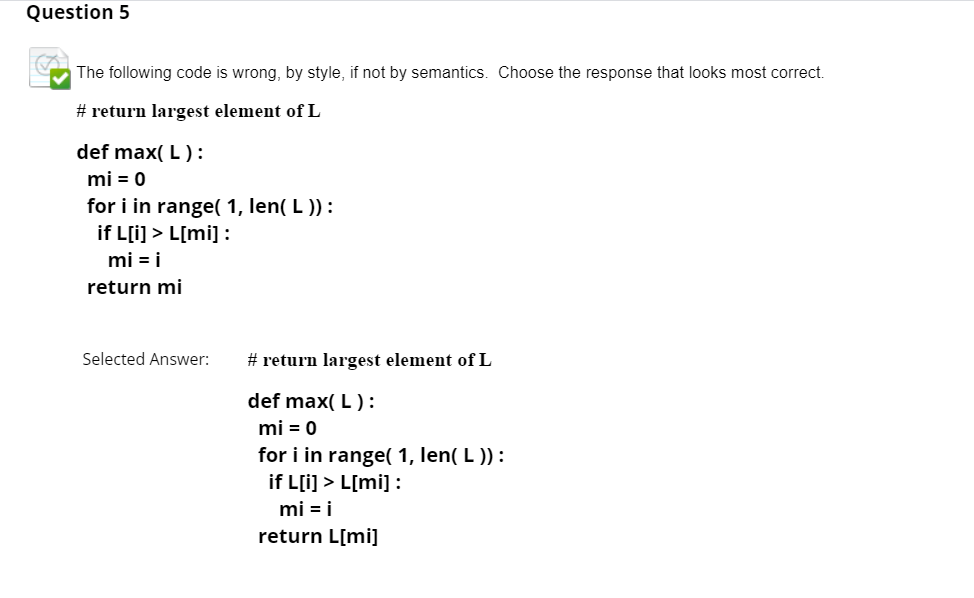 Question 5
The following code is wrong, by style, if not by semantics.  Choose the response that looks most correct.
# return largest element of L
def max( L ) :
mi = 0
for i in range( 1, len( L )) :
if L[i] > L[mi] :
mi = i
return mi
Selected Answer:
# return largest element of L
def max( L ) :
mi = 0
for i in range( 1, len( L )) :
if L[i] > L[mi] :
mi = i
return L[mi]